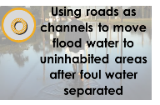 Using roads as
channels to move
flood water to
uninhabited areas
after foul water
separated